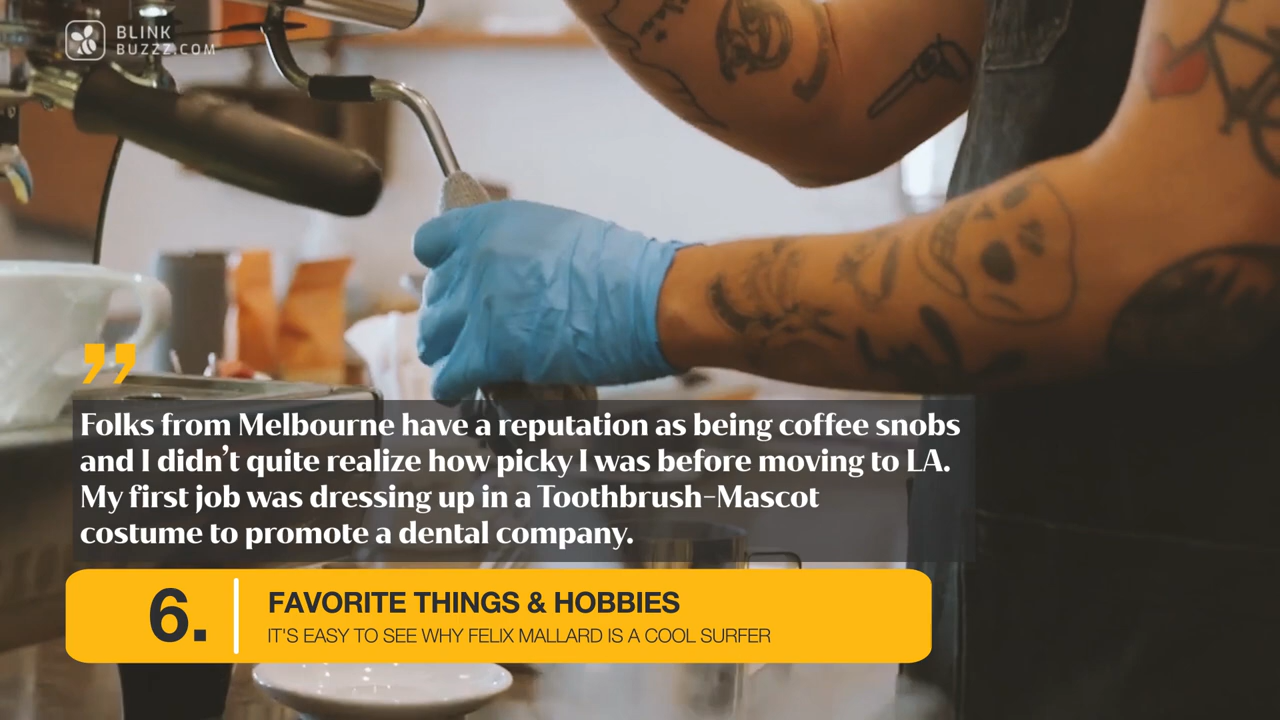 BLINK
BUZZZ.COM
”
Folks from Melbourne have a reputation as being coffee snobs
and I didn’t quite realize how picky I was before moving to LA.
My first job was dressing up in a Toothbrush-Mascot
costume to promote a dental company.
6.
FAVORITE THINGS & HOBBIES
IT'S EASY TO SEE WHY FELIX MALLARD IS A COOL SURFER